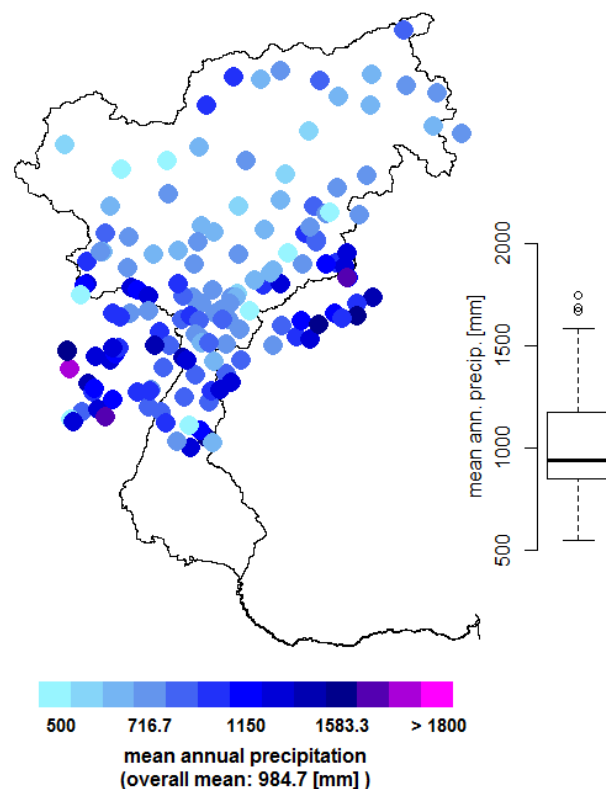 2000
1500
1000
500
mean ann. precip. [mm]
500 716.7 1150 1583.3 > 1800
mean annual precipitation
(overall mean: 984.7 [mm] )